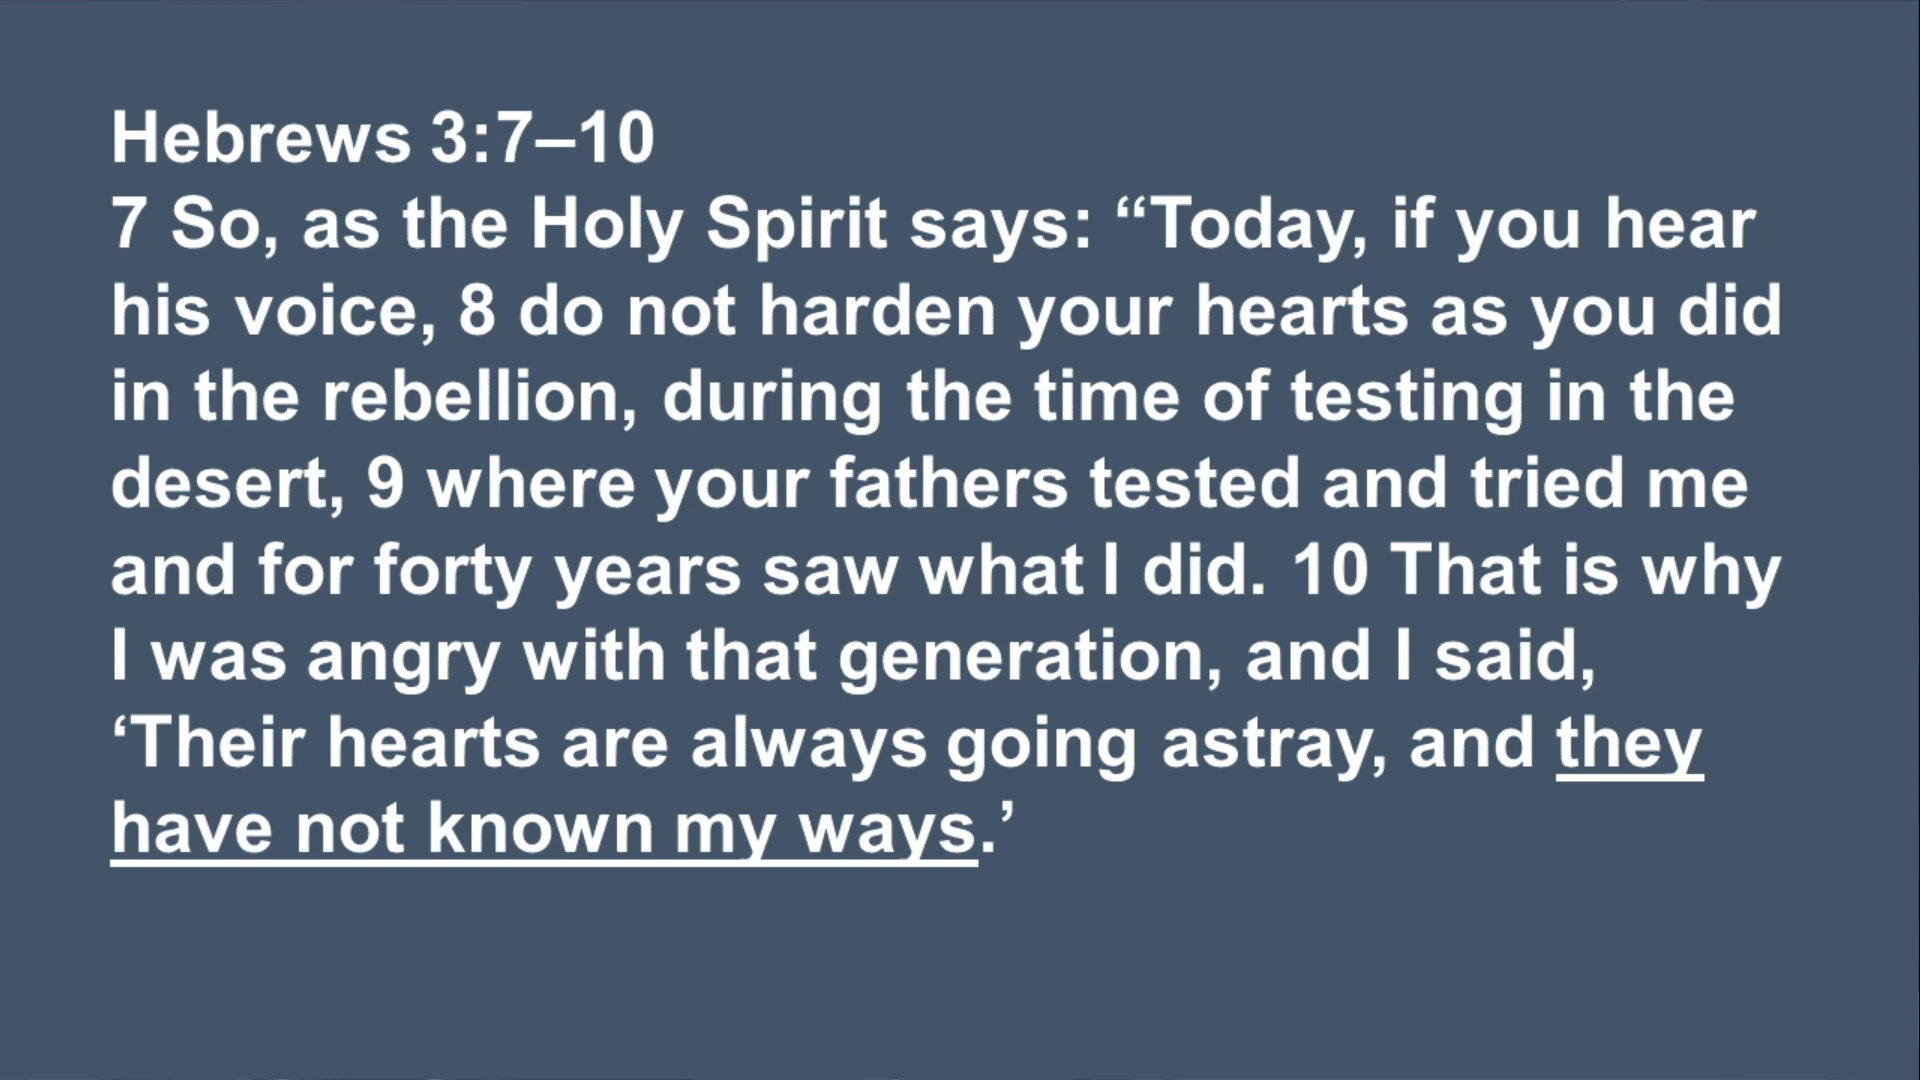 Hebrews 3:7–10
7 So, as the Holy Spirit says: “Today, if you hear
his voice, 8 do not harden your hearts as you did
in the rebellion, during the time of testing in the
desert, 9 where your fathers tested and tried me
and for forty years saw what I did. 10 That is why
I was angry with that generation, and I said,
‘Their hearts are always going astray, and they
have not known my ways.’